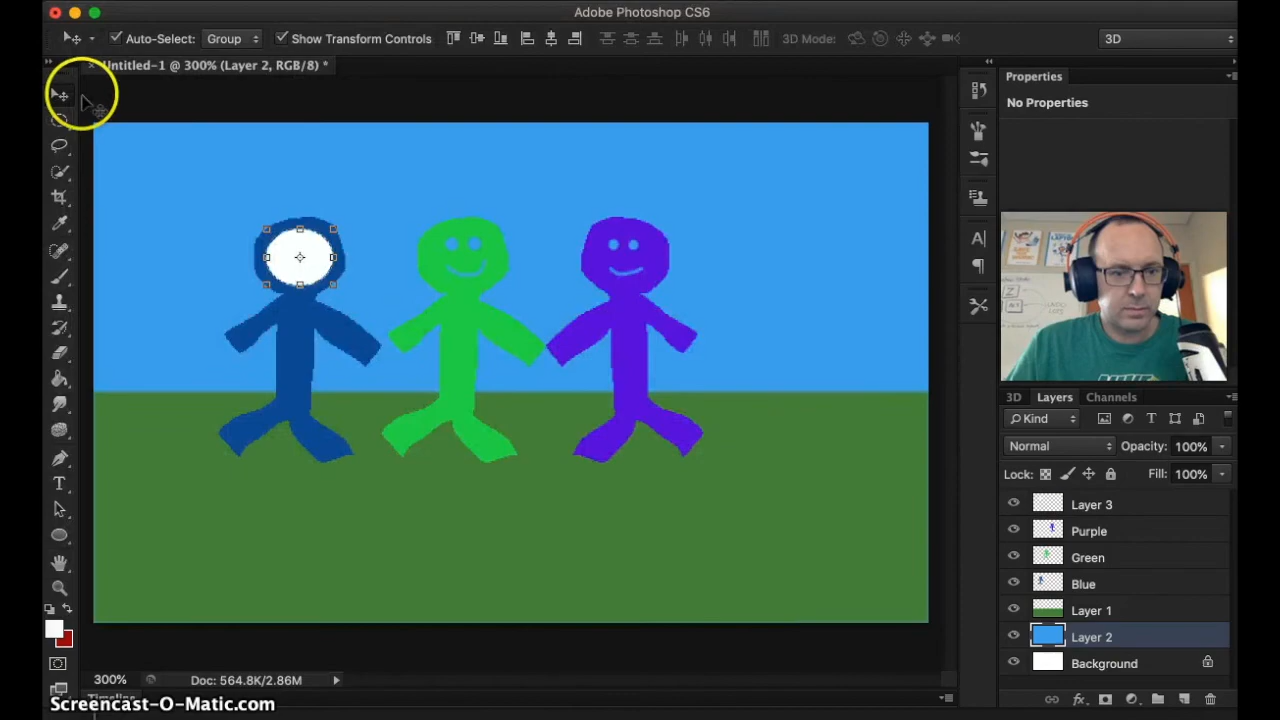 Adobe Photoshop CS6
Auto-Select: Group Show Transform Controls 3D Mode: 3D
Untitled-1 @ 300% (Layer 2, RGB/8) *
Properties
No Properties
3D Layers Channels
Kind
Normal Opacity: 100%
Lock: Fill: 100%
Layer 3
Purple
Green
Blue
Layer 1
Layer 2
Background
300% Doc: 564.8K/2.86M
Timeline
Screencast-O-Matic.com